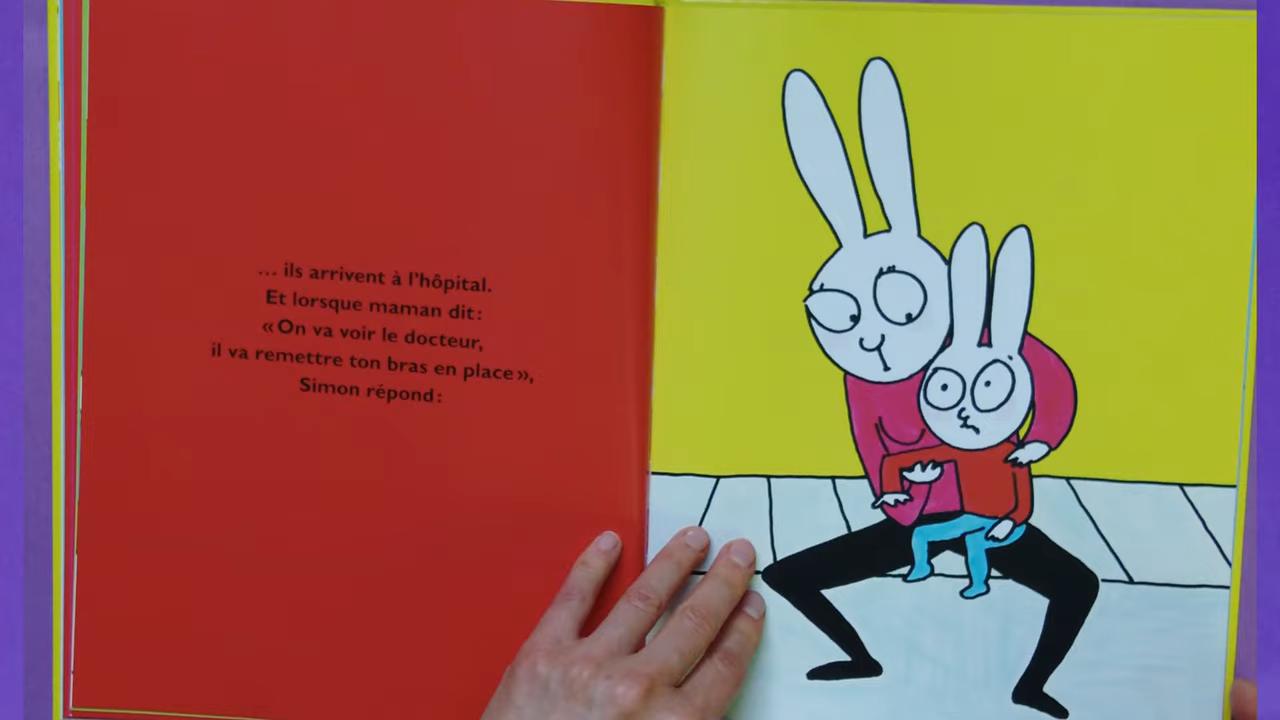 ... ils arrivent à l'hôpital.
Et lorsque maman dit:
«On va voir le docteur,
il va remettre ton bras en place»,
Simon répond: